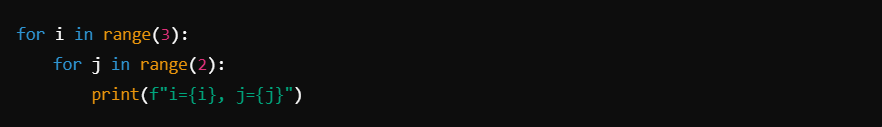 for i in range(3):
    for j in range(2):
        print(f"i={i}, j={j}")